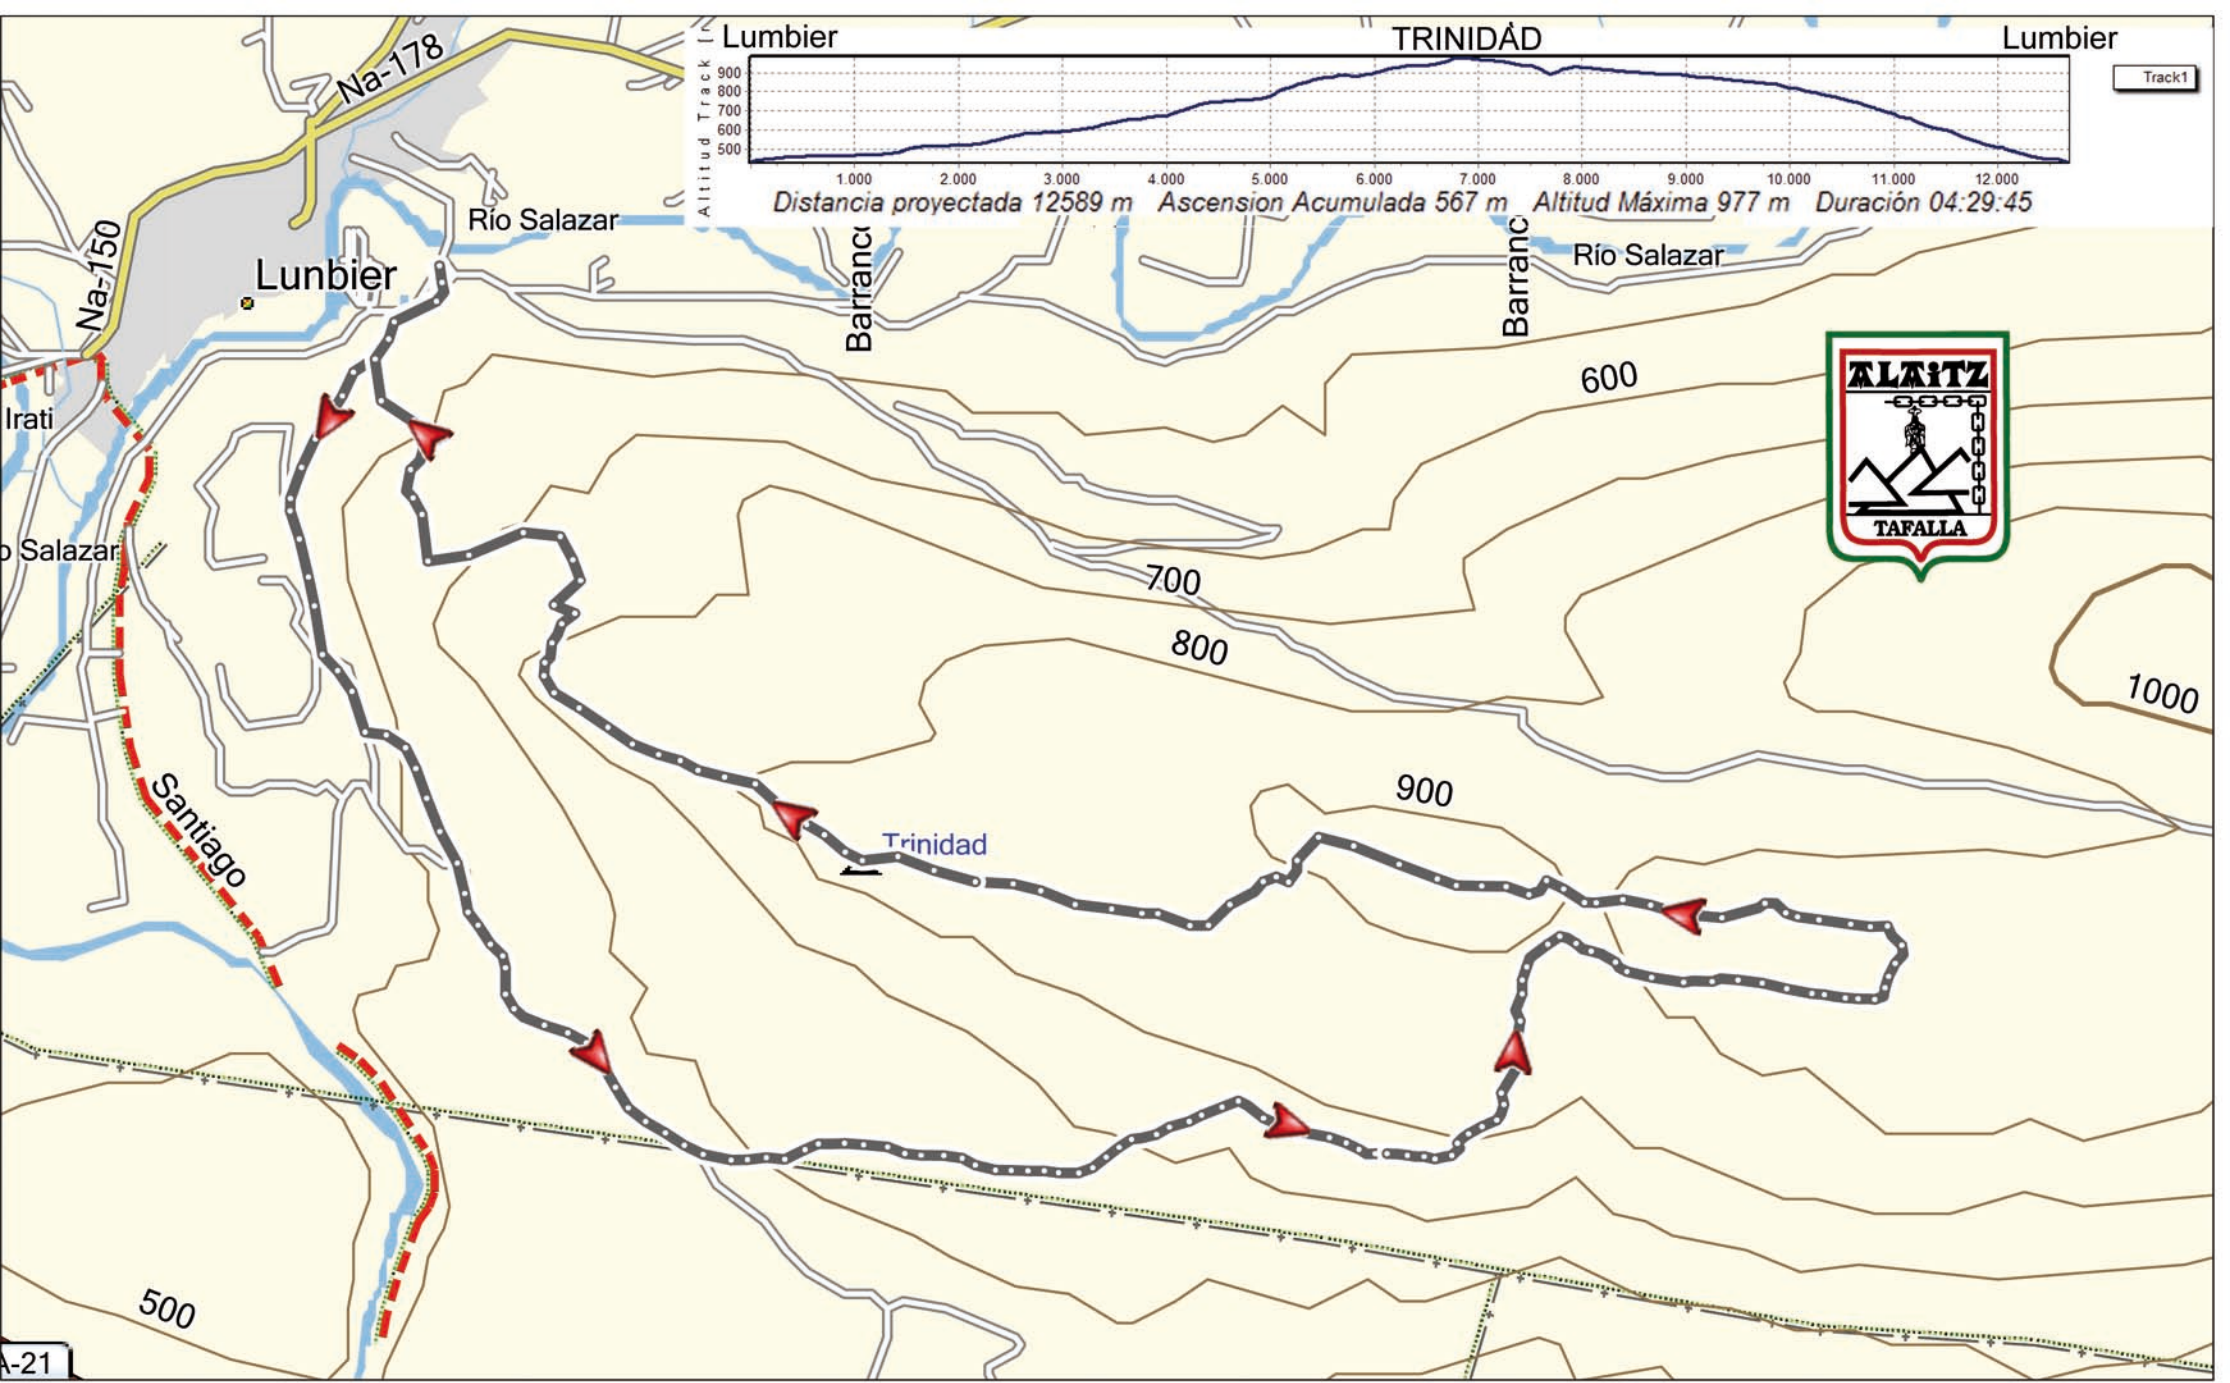 Lumbier
TRINIDAD
Lumbier
Altitud Track [
900
800
700
600
500
Track1
1.000 2.000 3.000 4.000 5.000 6.000 7.000 8.000 9.000 10.000 11.000 12.000
Distancia proyectada 12589 m Ascension Acumulada 567 m Altitud Máxima 977 m Duración 04:29:45
Na-178
Río Salazar
Río Salazar
Barranc
Barranc
Na-150
Lunbier
600
ALAITZ
TAFALLA
Irati
o Salazar
700
800
1000
Santiago
900
Trinidad
500
A-21